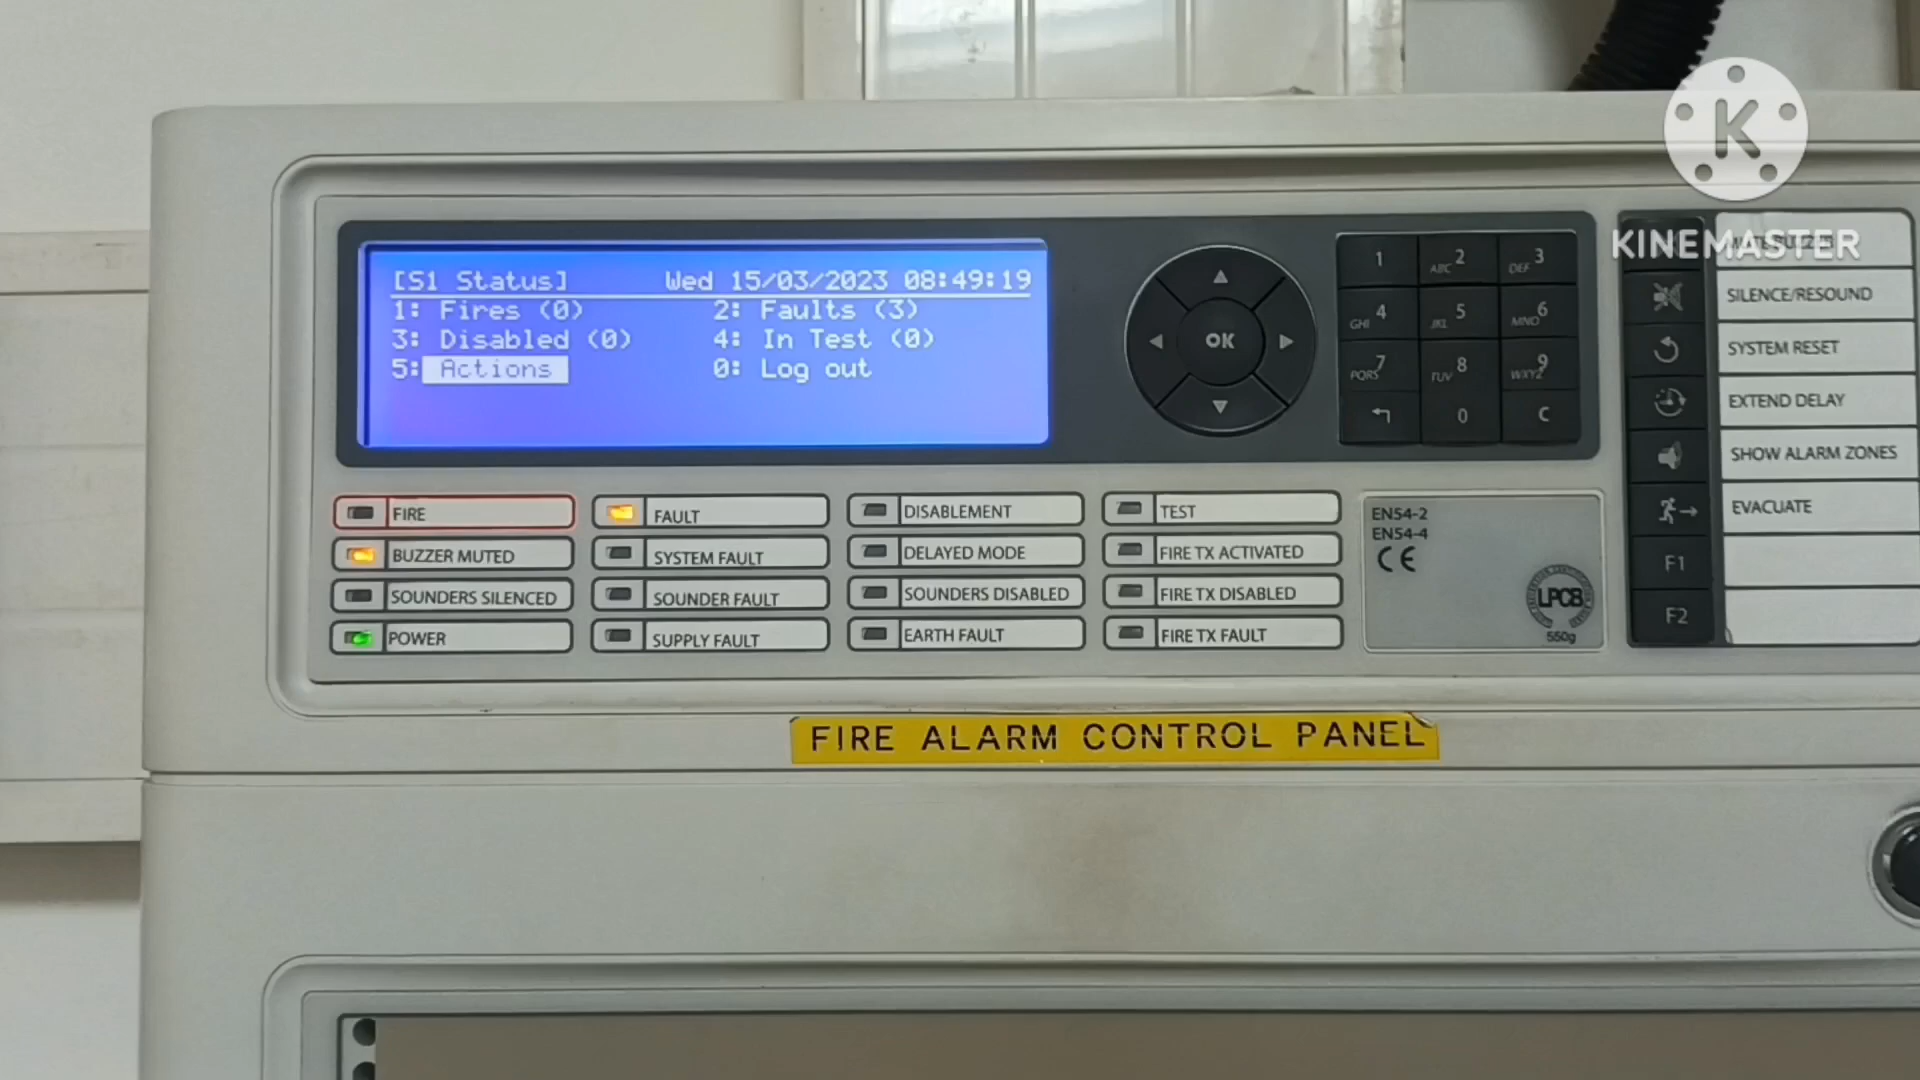 K
KINEMASTER
[S1 Status] Wed 15/03/2023 08:49:19
1: Fires (0) 2: Faults (3)
3: Disabled (0) 4: In Test (0)
5: Actions 0: Log out
OK
1 ABC 2 DEF 3
GHI 4 JKL 5 MNO 6
PQRS 7 TUV 8 WXYZ 9
0 C
SILENCE/RESOUND
SYSTEM RESET
EXTEND DELAY
SHOW ALARM ZONES
EVACUATE
F1
F2
FIRE FAULT DISABLEMENT TEST
BUZZER MUTED SYSTEM FAULT DELAYED MODE FIRE TX ACTIVATED
SOUNDERS SILENCED SOUNDER FAULT SOUNDERS DISABLED FIRE TX DISABLED
POWER SUPPLY FAULT EARTH FAULT FIRE TX FAULT
EN54-2
EN54-4
CE
LPCB
550g
FIRE ALARM CONTROL PANEL